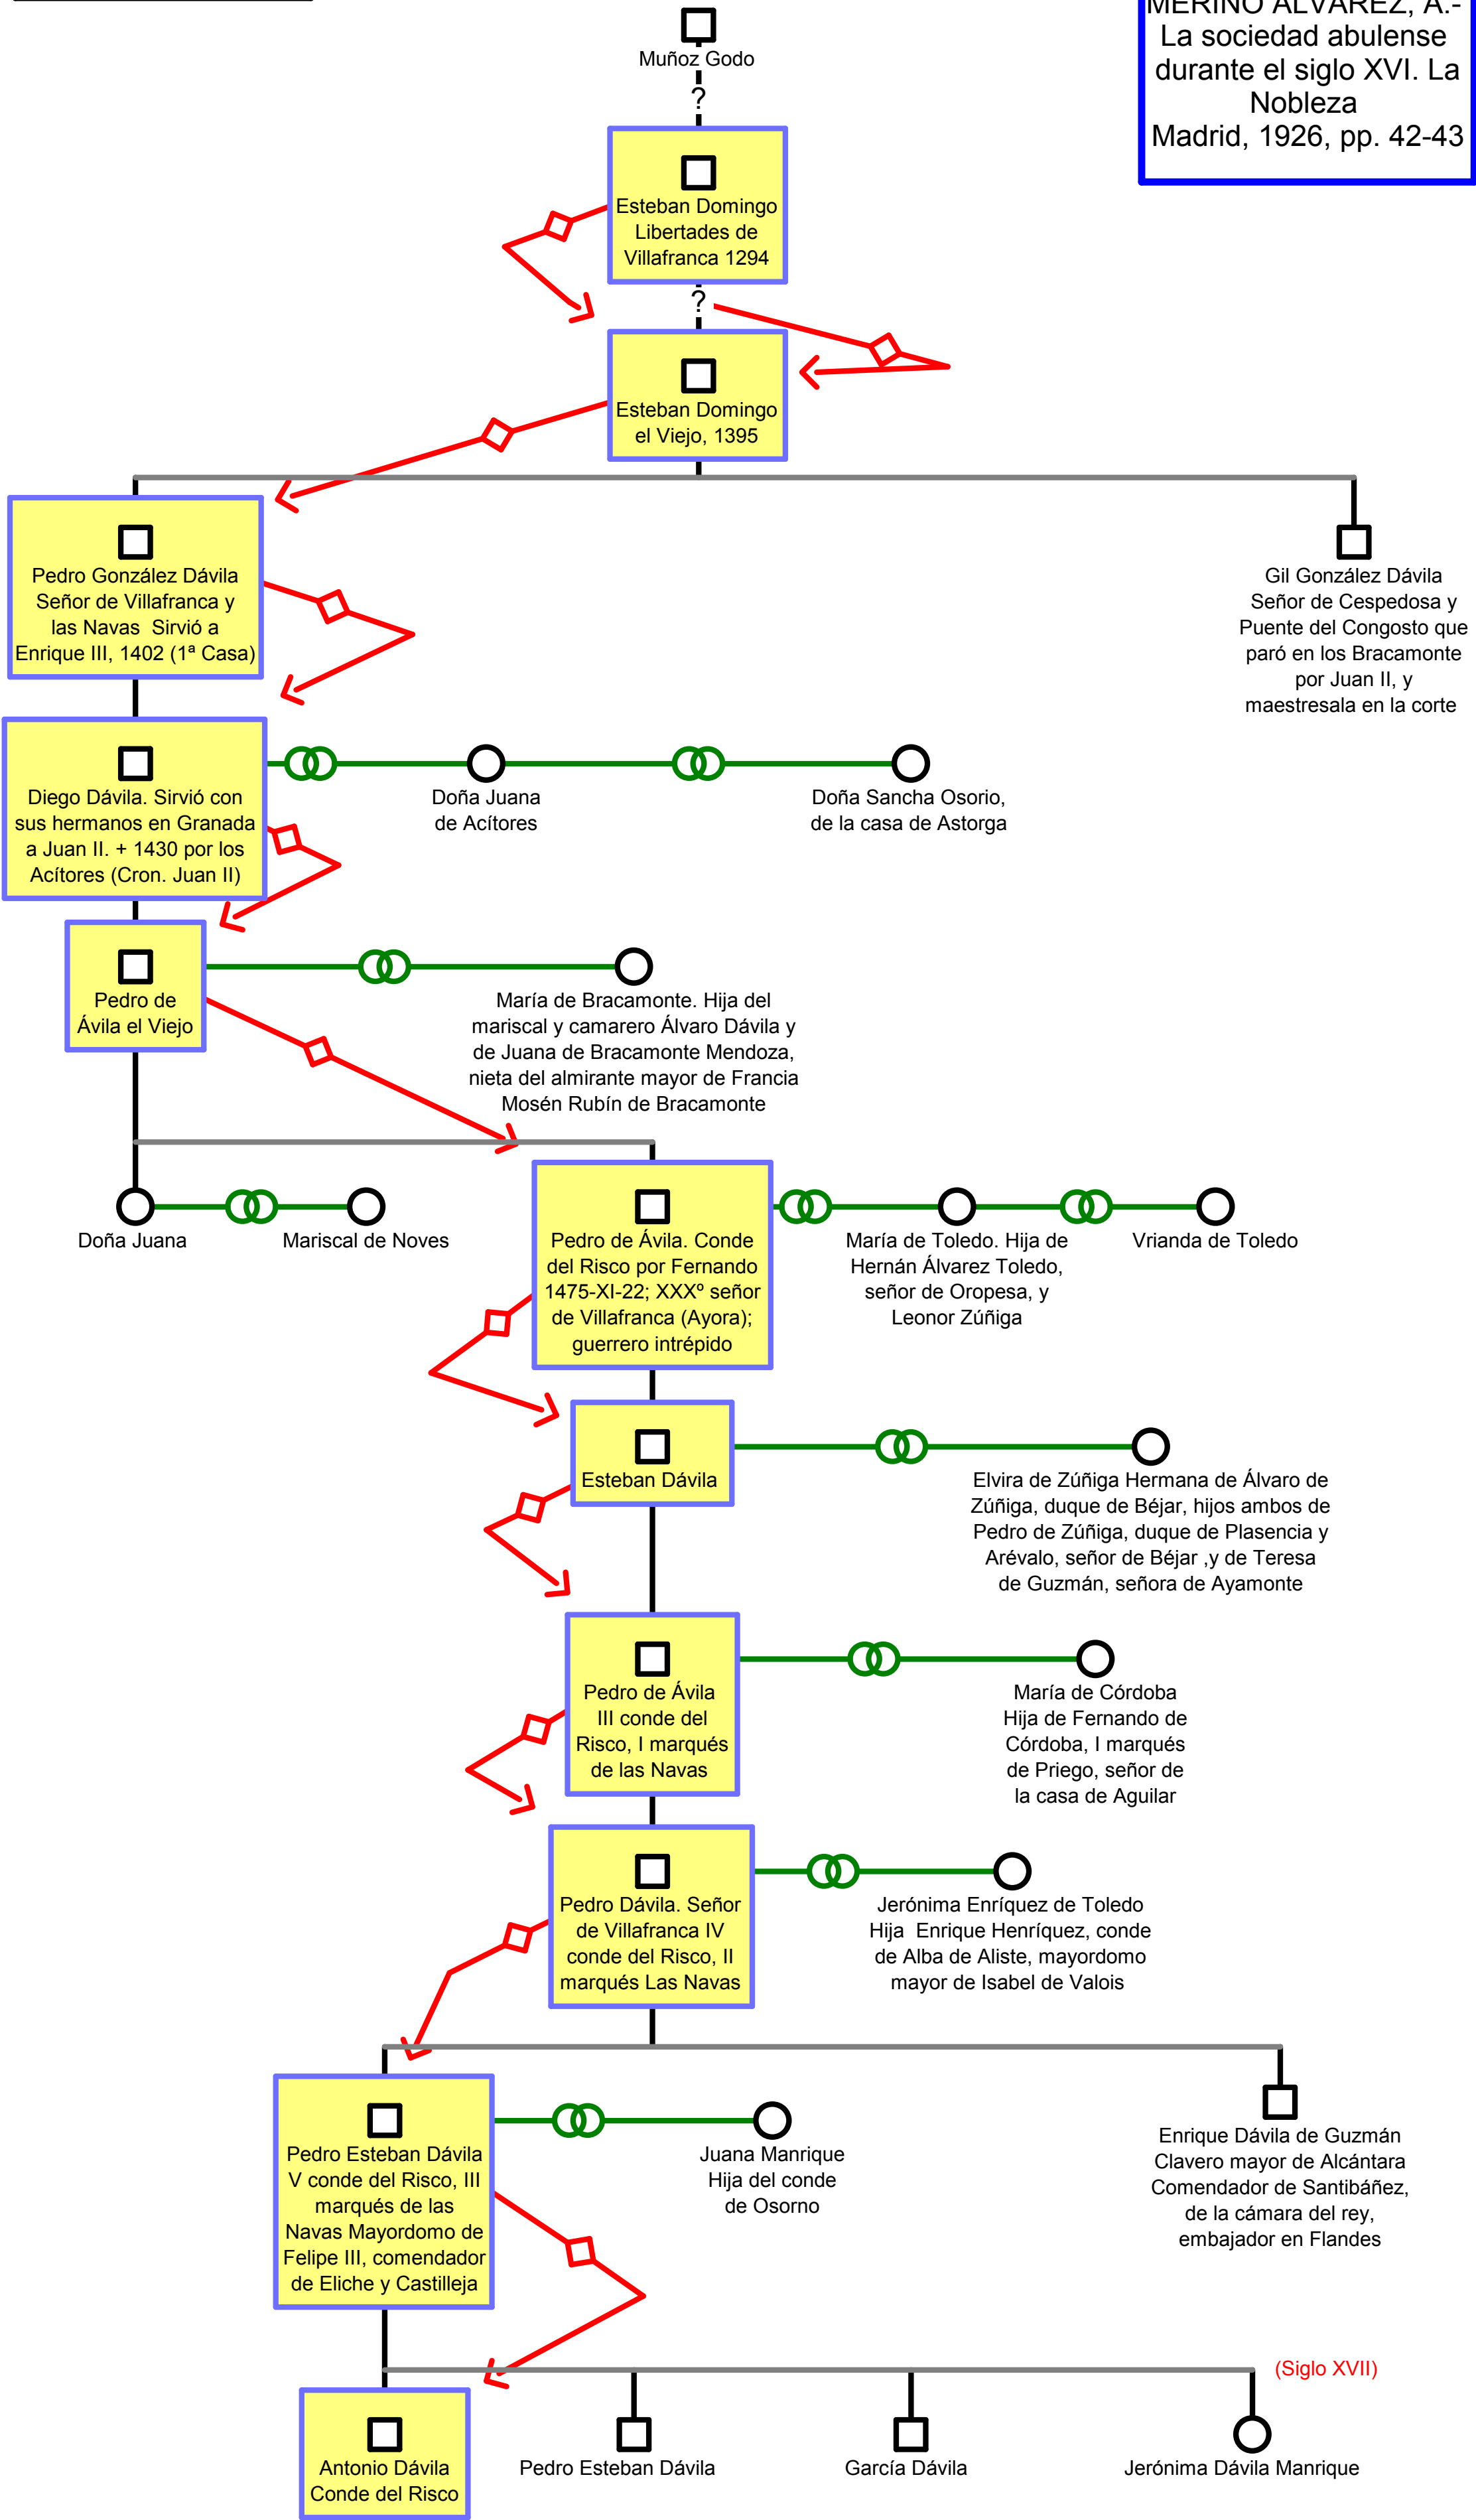 MERINO ALVAREZ, A.-
La sociedad abulense
durante el siglo XVI. La
Nobleza
Madrid, 1926, pp. 42-43
Muñoz Godo
?
Esteban Domingo
Libertades de
Villafranca 1294
?
Esteban Domingo
el Viejo, 1395
Pedro González Dávila
Señor de Villafranca y
las Navas Sirvió a
Enrique III, 1402 (1ª Casa)
Gil González Dávila
Señor de Cespedosa y
Puente del Congosto que
paró en los Bracamonte
por Juan II, y
maestresala en la corte
Diego Dávila. Sirvió con
sus hermanos en Granada
a Juan II. + 1430 por los
Acítores (Cron. Juan II)
Doña Juana
de Acítores
Doña Sancha Osorio,
de la casa de Astorga
Pedro de
Ávila el Viejo
María de Bracamonte. Hija del
mariscal y camarero Álvaro Dávila y
de Juana de Bracamonte Mendoza,
nieta del almirante mayor de Francia
Mosén Rubín de Bracamonte
Doña Juana
Mariscal de Noves
Pedro de Ávila. Conde
del Risco por Fernando
1475-XI-22; XXXº señor
de Villafranca (Ayora);
guerrero intrépido
María de Toledo. Hija de
Hernán Álvarez Toledo,
señor de Oropesa, y
Leonor Zúñiga
Vrianda de Toledo
Esteban Dávila
Elvira de Zúñiga Hermana de Álvaro de
Zúñiga, duque de Béjar, hijos ambos de
Pedro de Zúñiga, duque de Plasencia y
Arévalo, señor de Béjar ,y de Teresa
de Guzmán, señora de Ayamonte
Pedro de Ávila
III conde del
Risco, I marqués
de las Navas
María de Córdoba
Hija de Fernando de
Córdoba, I marqués
de Priego, señor de
la casa de Aguilar
Pedro Dávila. Señor
de Villafranca IV
conde del Risco, II
marqués Las Navas
Jerónima Enríquez de Toledo
Hija Enrique Henríquez, conde
de Alba de Aliste, mayordomo
mayor de Isabel de Valois
Pedro Esteban Dávila
V conde del Risco, III
marqués de las
Navas Mayordomo de
Felipe III, comendador
de Eliche y Castilleja
Juana Manrique
Hija del conde
de Osorno
Enrique Dávila de Guzmán
Clavero mayor de Alcántara
Comendador de Santibáñez,
de la cámara del rey,
embajador en Flandes
(Siglo XVII)
Antonio Dávila
Conde del Risco
Pedro Esteban Dávila
García Dávila
Jerónima Dávila Manrique